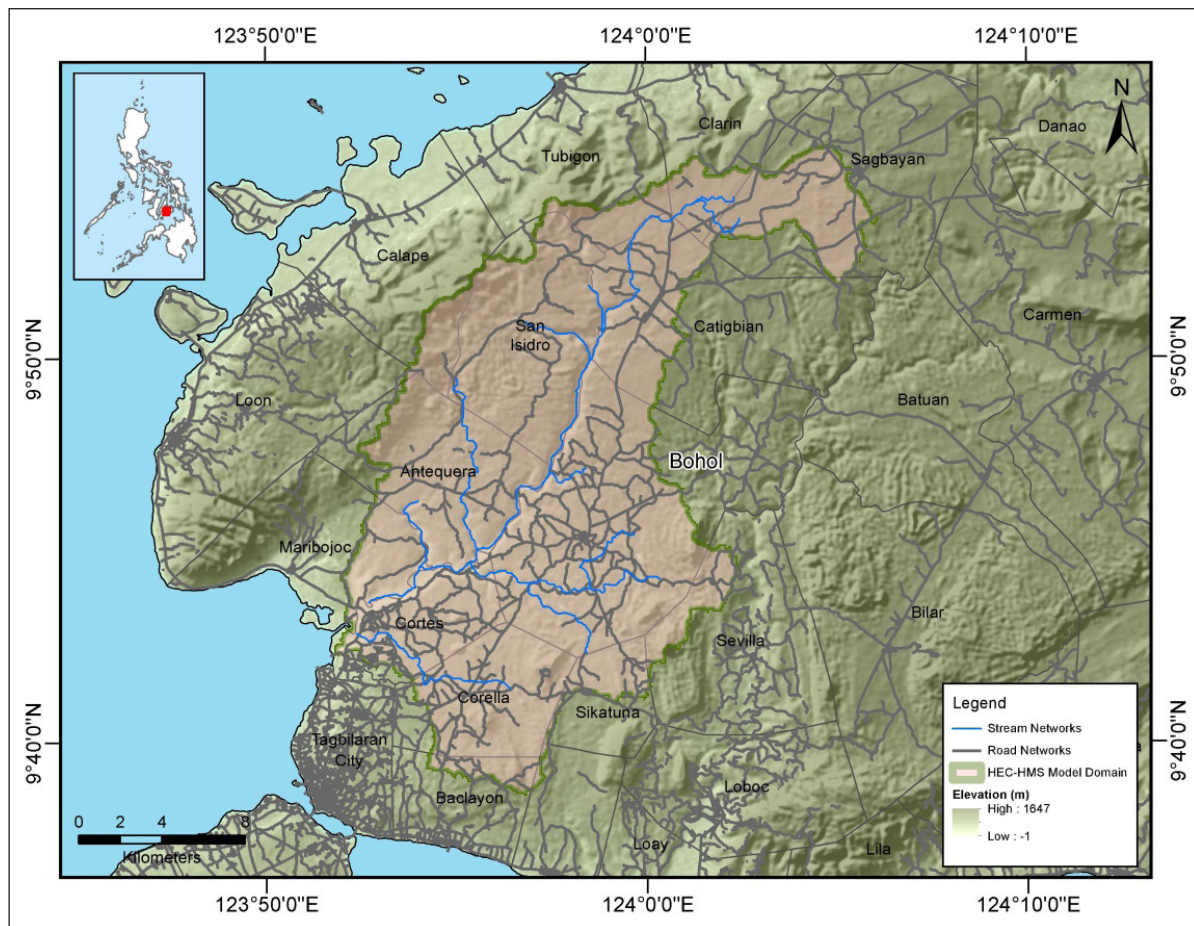 123°50'0"E
124°0'0"E
124°10'0"E
N
Clarin
Danao
Tubigon
Sagbayan
Calape
Carmen
San
Isidro
Catigbian
9°50'0"N
9°50'0"N
Loon
Batuan
Bohol
Antequera
Maribojoc
Bilar
Cortes
Sevilla
Corella
Sikatuna
9°40'0"N
9°40'0"N
Tagbilaran
City
Loboc
Baclayon
Loay
Lila
0 2 4 8
Kilometers
Legend
Stream Networks
Road Networks
HEC-HMS Model Domain
Elevation (m)
High : 1647
Low : -1
123°50'0"E
124°0'0"E
124°10'0"E